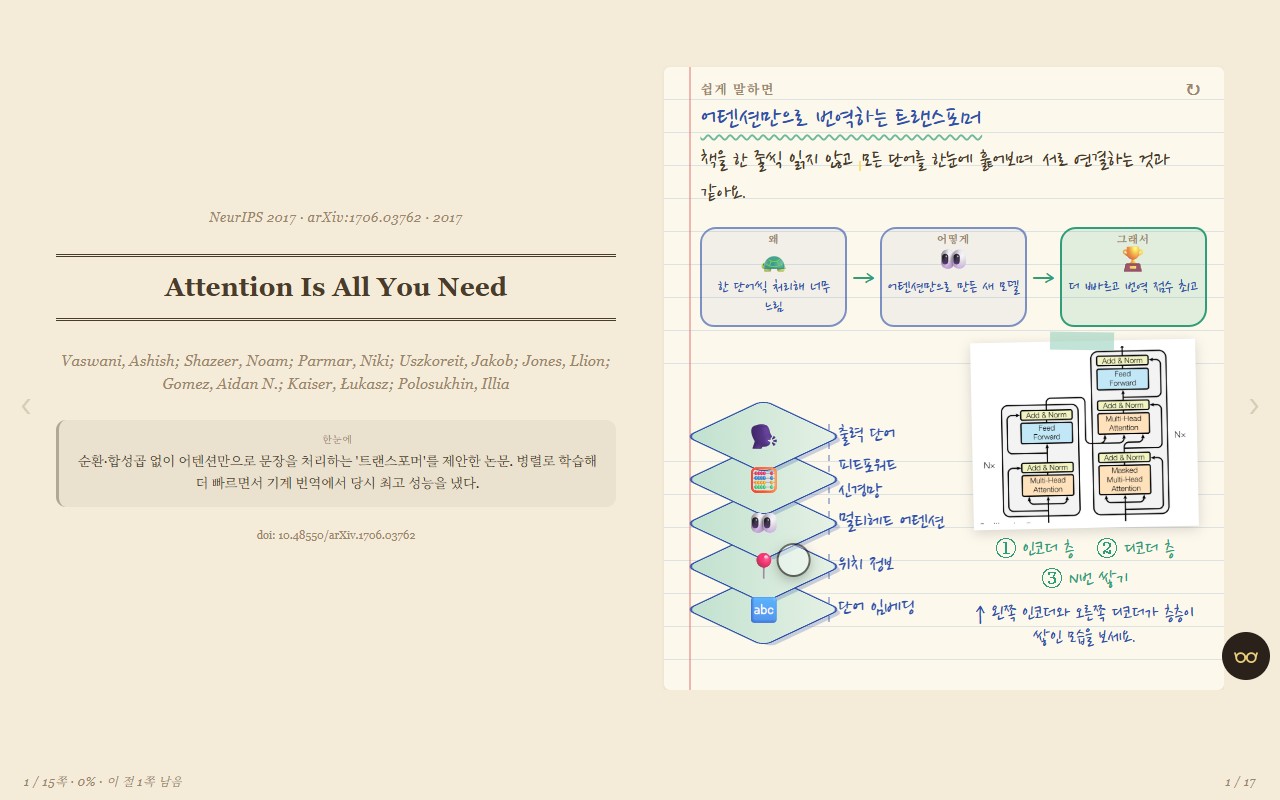 NeurIPS 2017 · arXiv:1706.03762 · 2017
Attention Is All You Need
Vaswani, Ashish; Shazeer, Noam; Parmar, Niki; Uszkoreit, Jakob; Jones, Llion;
Gomez, Aidan N.; Kaiser, Łukasz; Polosukhin, Illia
한눈에
순환·합성곱 없이 어텐션만으로 문장을 처리하는 '트랜스포머'를 제안한 논문. 병렬로 학습해
더 빠르면서 기계 번역에서 당시 최고 성능을 냈다.
doi: 10.48550/arXiv.1706.03762
1 / 15쪽 · 0% · 이 절 1쪽 남음
쉽게 말하면
어텐션만으로 번역하는 트랜스포머
책을 한 줄씩 읽지 않고 모든 단어를 한눈에 훑어보며 서로 연결하는 것과
같아요.
왜
한 단어씩 처리해 너무
느림
어떻게
어텐션만으로 만든 새 모델
그래서
더 빠르고 번역 점수 최고
출력 단어
피드포워드
신경망
멀티헤드 어텐션
위치 정보
abc
단어 임베딩
Add & Norm
Feed
Forward
Add & Norm
Multi-Head
Attention
Add & Norm
Masked
Multi-Head
Attention
Nx
Add & Norm
Feed
Forward
Add & Norm
Multi-Head
Attention
Nx
① 인코더 층 ② 디코더 층
③ N번 쌓기
↑ 왼쪽 인코더와 오른쪽 디코더가 층층이
쌓인 모습을 보세요.
1 / 17